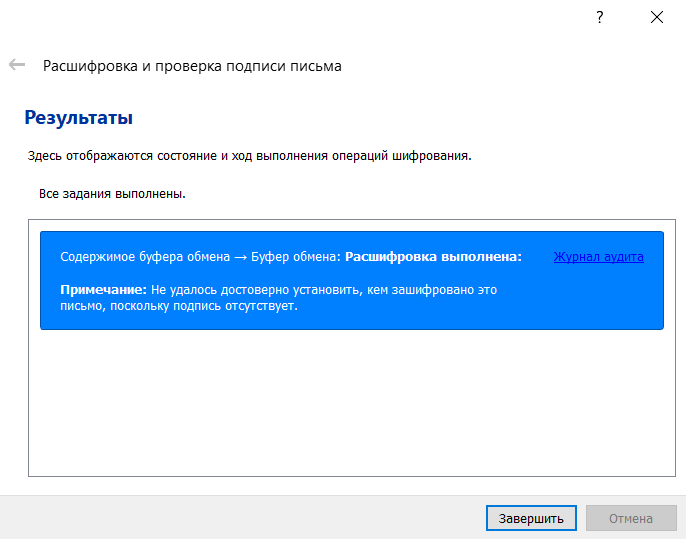 ?
Расшифровка и проверка подписи письма
Результаты
Здесь отображаются состояние и ход выполнения операций шифрования.
Все задания выполнены.
Содержимое буфера обмена → Буфер обмена: Расшифровка выполнена: Журнал аудита
Примечание: Не удалось достоверно установить, кем зашифровано это
письмо, поскольку подпись отсутствует.
Завершить Отмена